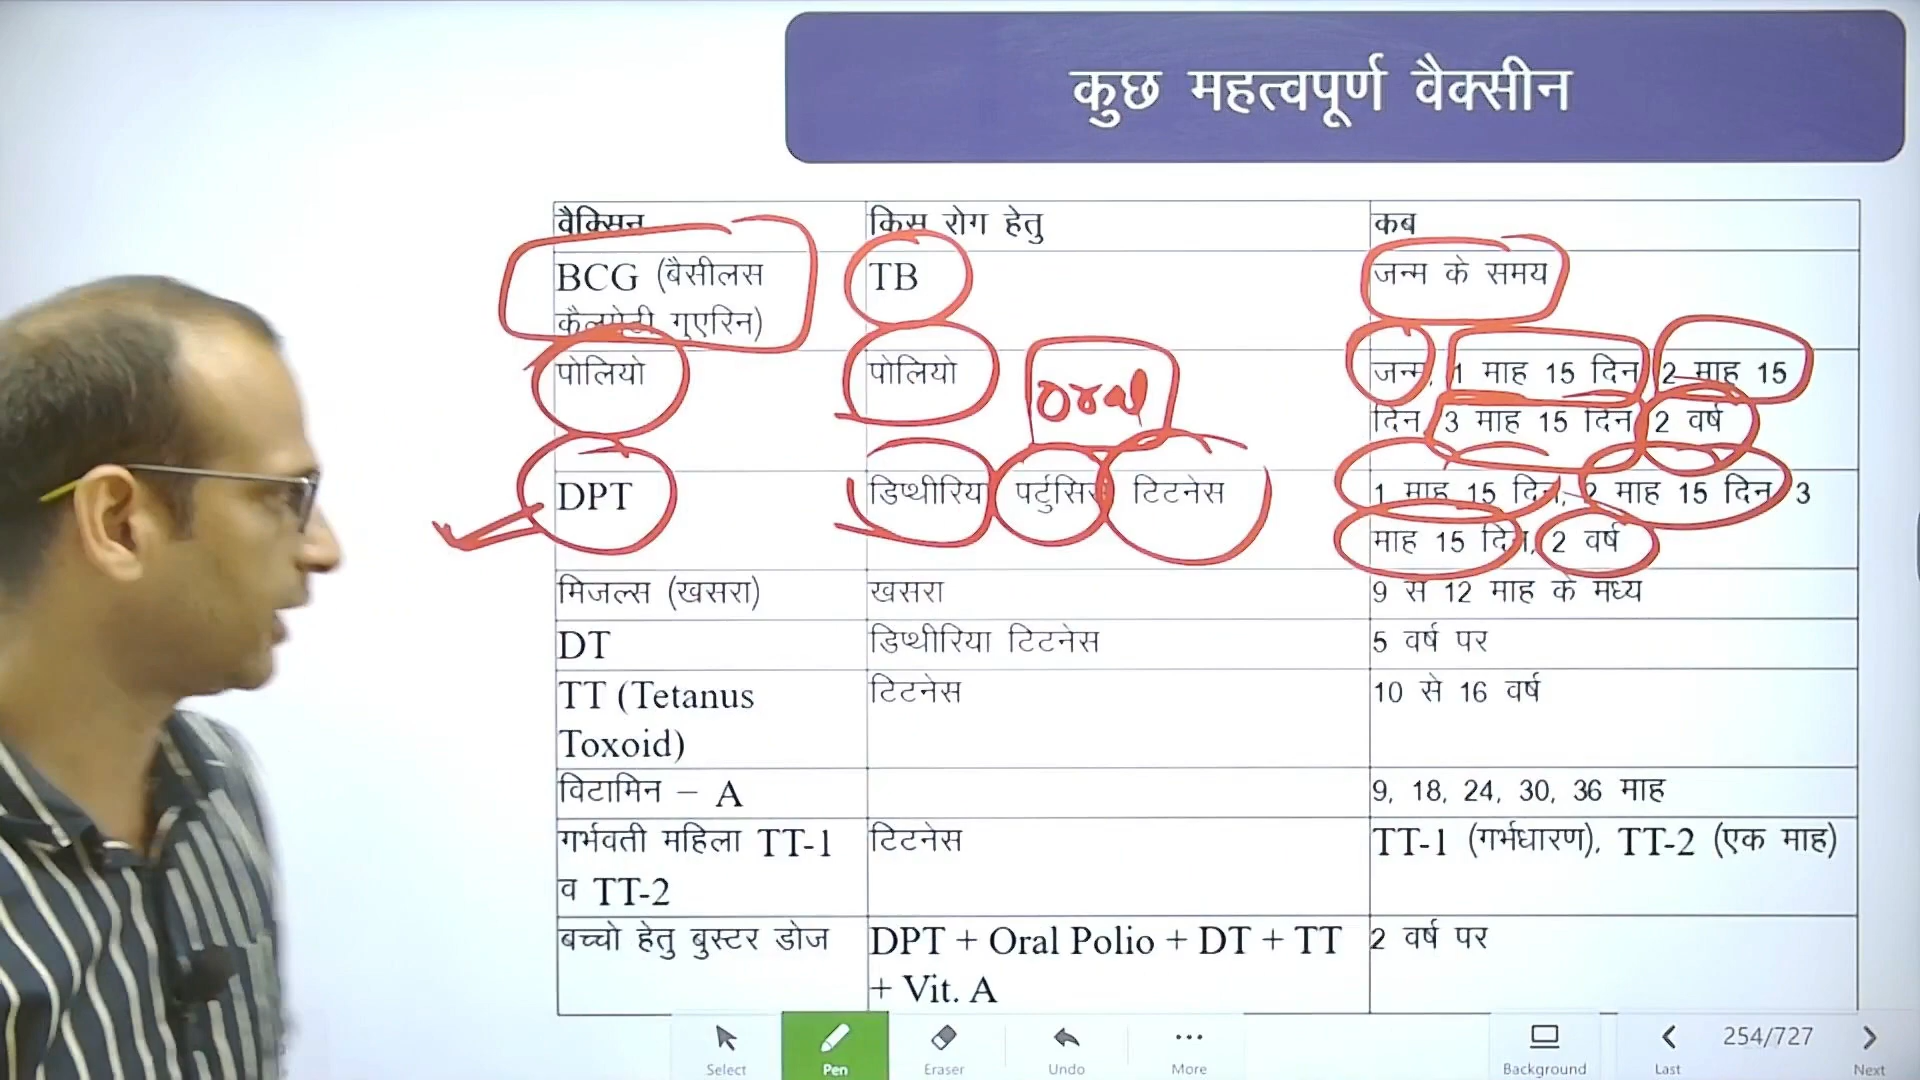 कुछ महत्वपूर्ण वैक्सीन
वैक्सिन किस रोग हेतु कब
BCG (बैसीलस TB जन्म के समय
गुएरिन)
पोलियो पोलियो oral जन्म, 1 माह 15 दिन, 2 माह 15
दिन, 3 माह 15 दिन, 2 वर्ष
DPT डिप्थीरिया पर्टुसिस टिटनेस 1 माह 15 दिन, 2 माह 15 दिन, 3
माह 15 दिन, 2 वर्ष
मिजल्स (खसरा) खसरा 9 से 12 माह के मध्य
DT डिप्थीरिया टिटनेस 5 वर्ष पर
TT (Tetanus टिटनेस 10 से 16 वर्ष
Toxoid)
विटामिन – A 9, 18, 24, 30, 36 माह
गर्भवती महिला TT-1 टिटनेस TT-1 (गर्भधारण), TT-2 (एक माह)
व TT-2
बच्चो हेतु बुस्टर डोज DPT + Oral Polio + DT + TT 2 वर्ष पर
+ Vit. A
Select Pen Eraser Undo More Background Last 254/727 Next